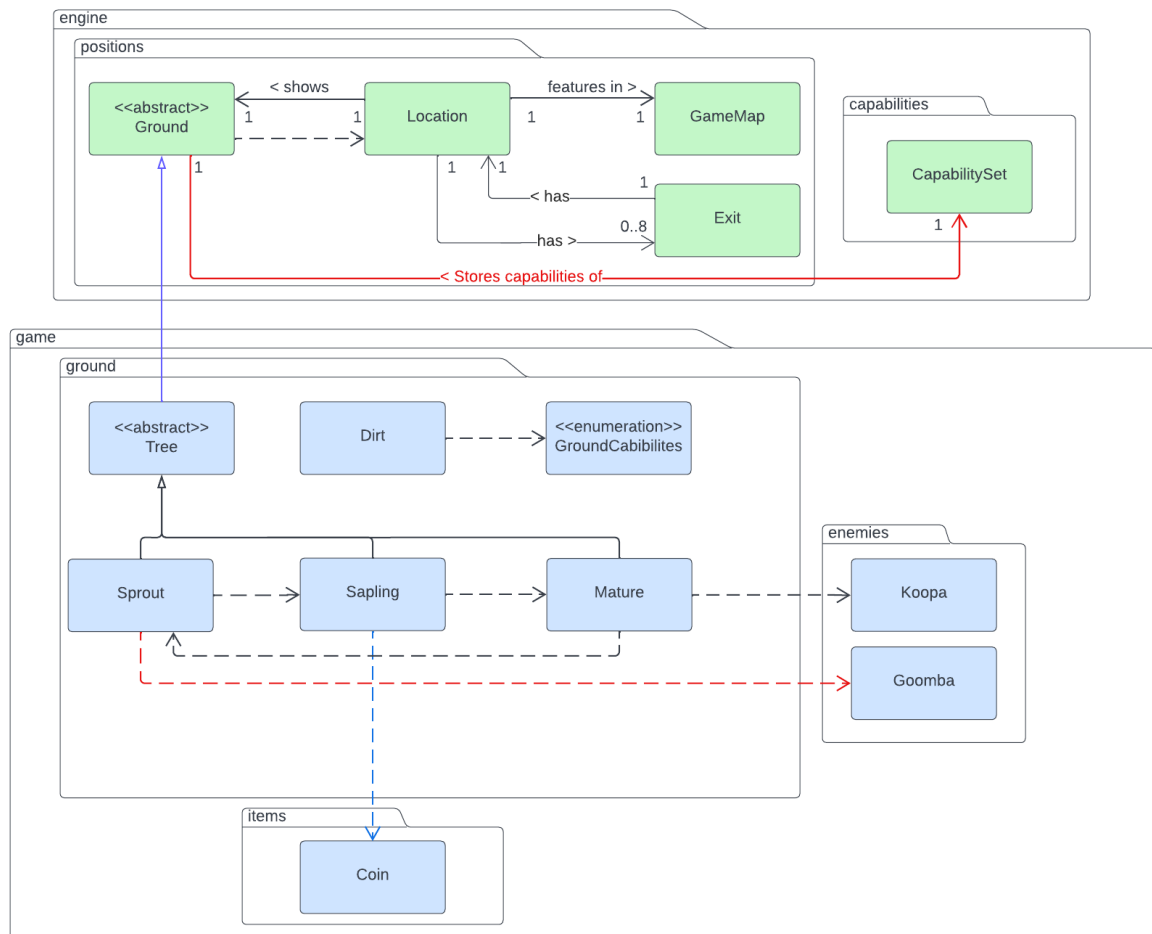 engine
positions
<<abstract>>
Ground
< shows
1
1
Location
features in >
1
1
GameMap
capabilities
CapabilitySet
1
1
1
1
< has
1
Exit
0..8
has >
1
< Stores capabilities of
game
ground
<<abstract>>
Tree
Dirt
<<enumeration>>
GroundCabibilites
enemies
Sprout
Sapling
Mature
Koopa
Goomba
items
Coin